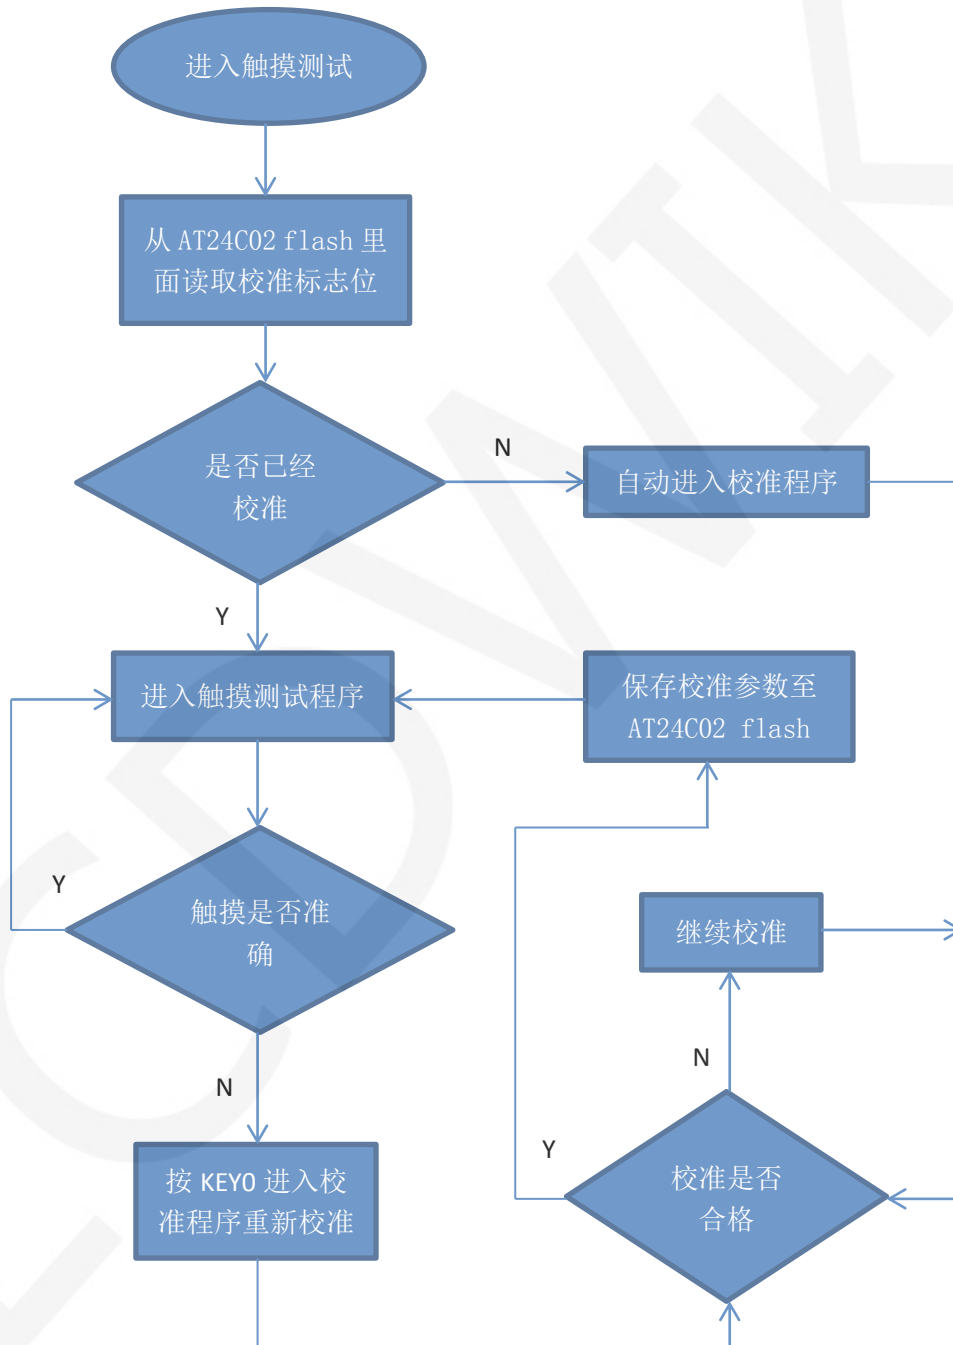 进入触摸测试
从 AT24C02 flash 里
面读取校准标志位
是否已经
校准
N
自动进入校准程序
Y
进入触摸测试程序
保存校准参数至
AT24C02 flash
Y
触摸是否准
确
继续校准
N
N
按 KEY0 进入校
准程序重新校准
Y
校准是否
合格